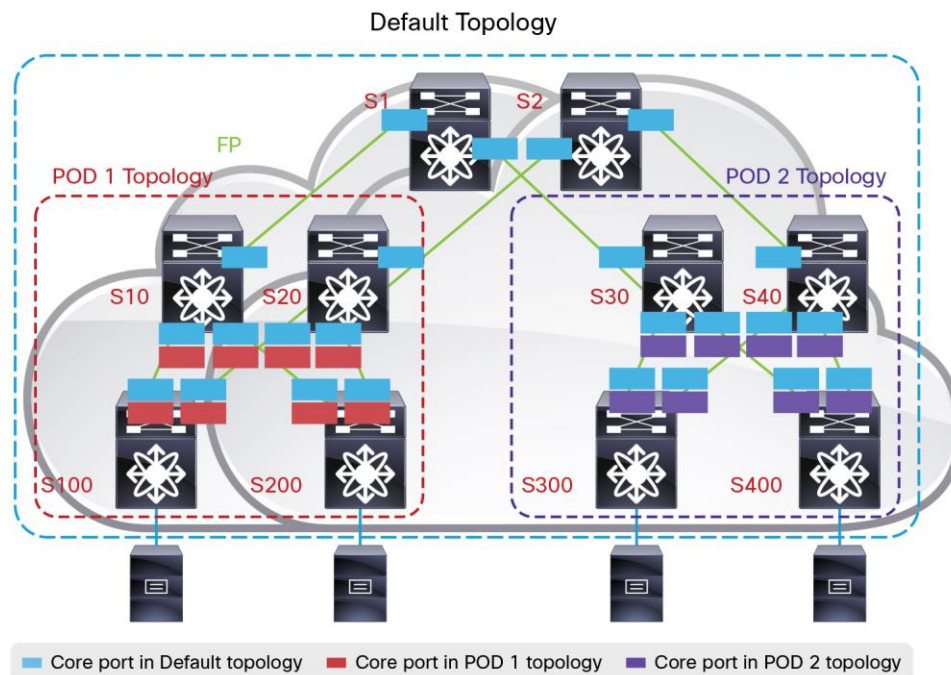 Default Topology
S1
S2
FP
POD 1 Topology
POD 2 Topology
S10
S20
S30
S40
S100
S200
S300
S400
Core port in Default topology
Core port in POD 1 topology
Core port in POD 2 topology